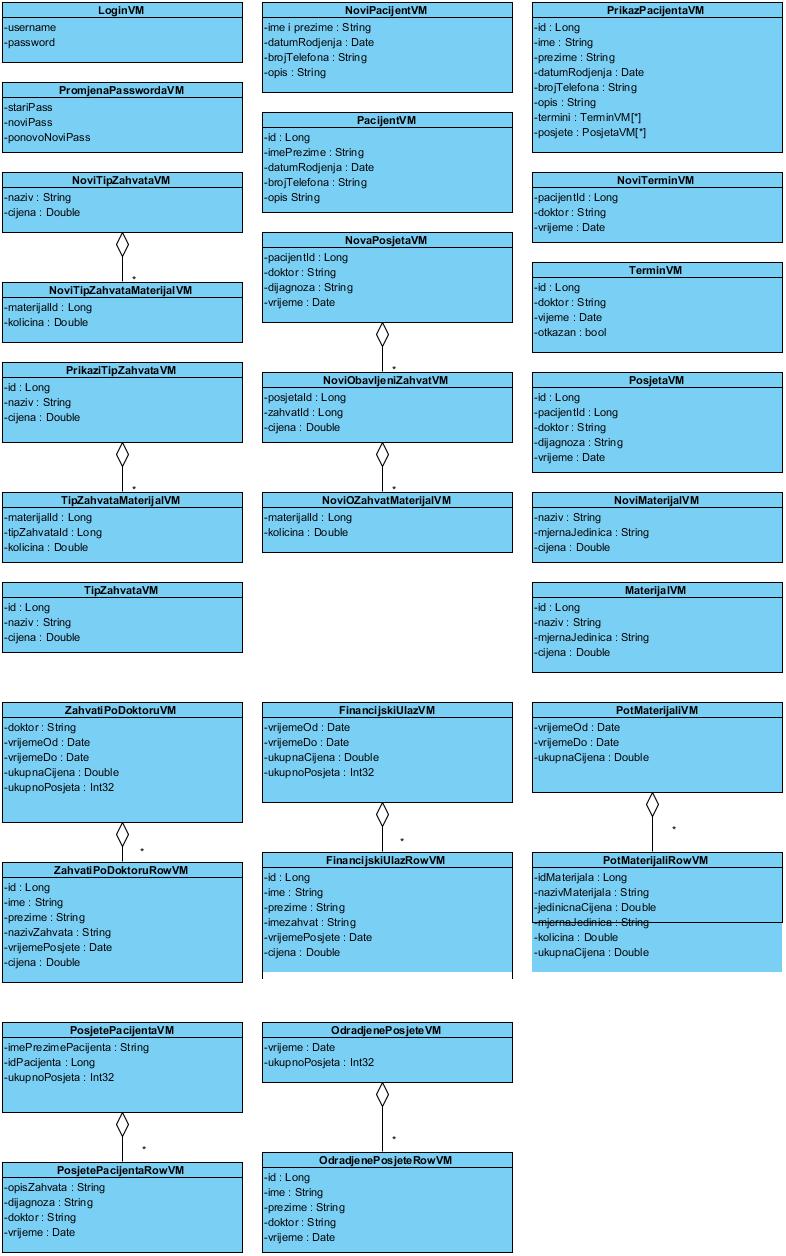 LoginVM
-username
-password
PromjenaPasswordaVM
-stariPass
-noviPass
-ponovoNoviPass
NoviTipZahvataVM
-naziv : String
-cijena : Double
*
NoviTipZahvataMaterijalVM
-materijalId : Long
-kolicina : Double
PrikaziTipZahvataVM
-id : Long
-naziv : String
-cijena : Double
*
TipZahvataMaterijalVM
-materijalId : Long
-tipZahvataId : Long
-kolicina : Double
TipZahvataVM
-id : Long
-naziv : String
-cijena : Double
NoviPacijentVM
-ime i prezime : String
-datumRodjenja : Date
-brojTelefona : String
-opis : String
PacijentVM
-id : Long
-imePrezime : String
-datumRodjenja : Date
-brojTelefona : String
-opis String
NovaPosjetaVM
-pacijentId : Long
-doktor : String
-dijagnoza : String
-vrijeme : Date
*
NoviObavljeniZahvatVM
-posjetaId : Long
-zahvatId : Long
-cijena : Double
*
NoviOZahvatMaterijalVM
-materijalId : Long
-kolicina : Double
PrikazPacijentaVM
-id : Long
-ime : String
-prezime : String
-datumRodjenja : Date
-brojTelefona : String
-opis : String
-termini : TerminVM[*]
-posjete : PosjetaVM[*]
NoviTerminVM
-pacijentId : Long
-doktor : String
-vrijeme : Date
TerminVM
-id : Long
-doktor : String
-vijeme : Date
-otkazan : bool
PosjetaVM
-id : Long
-pacijentId : Long
-doktor : String
-dijagnoza : String
-vrijeme : Date
NoviMaterijalVM
-naziv : String
-mjernaJedinica : String
-cijena : Double
MaterijalVM
-id : Long
-naziv : String
-mjernaJedinica : String
-cijena : Double
ZahvatiPoDoktoruVM
-doktor : String
-vrijemeOd : Date
-vrijemeDo : Date
-ukupnaCijena : Double
-ukupnoPosjeta : Int32
*
ZahvatiPoDoktoruRowVM
-id : Long
-ime : String
-prezime : String
-nazivZahvata : String
-vrijemePosjete : Date
-cijena : Double
FinancijskiUlazVM
-vrijemeOd : Date
-vrijemeDo : Date
-ukupnaCijena : Double
-ukupnoPosjeta : Int32
*
FinancijskiUlazRowVM
-id : Long
-ime : String
-prezime : String
-imezahvat : String
-vrijemePosjete : Date
-cijena : Double
PotMaterijaliVM
-vrijemeOd : Date
-vrijemeDo : Date
-ukupnaCijena : Double
*
PotMaterijaliRowVM
-idMaterijala : Long
-nazivMaterijala : String
-jedinicnaCijena : Double
-mjernaJedinica : String
-kolicina : Double
-ukupnaCijena : Double
PosjetePacijentaVM
-imePrezimePacijenta : String
-idPacijenta : Long
-ukupnoPosjeta : Int32
*
PosjetePacijentaRowVM
-opisZahvata : String
-dijagnoza : String
-doktor : String
-vrijeme : Date
OdradjenePosjeteVM
-vrijeme : Date
-ukupnoPosjeta : Int32
*
OdradjenePosjeteRowVM
-id : Long
-ime : String
-prezime : String
-doktor : String
-vrijeme : Date